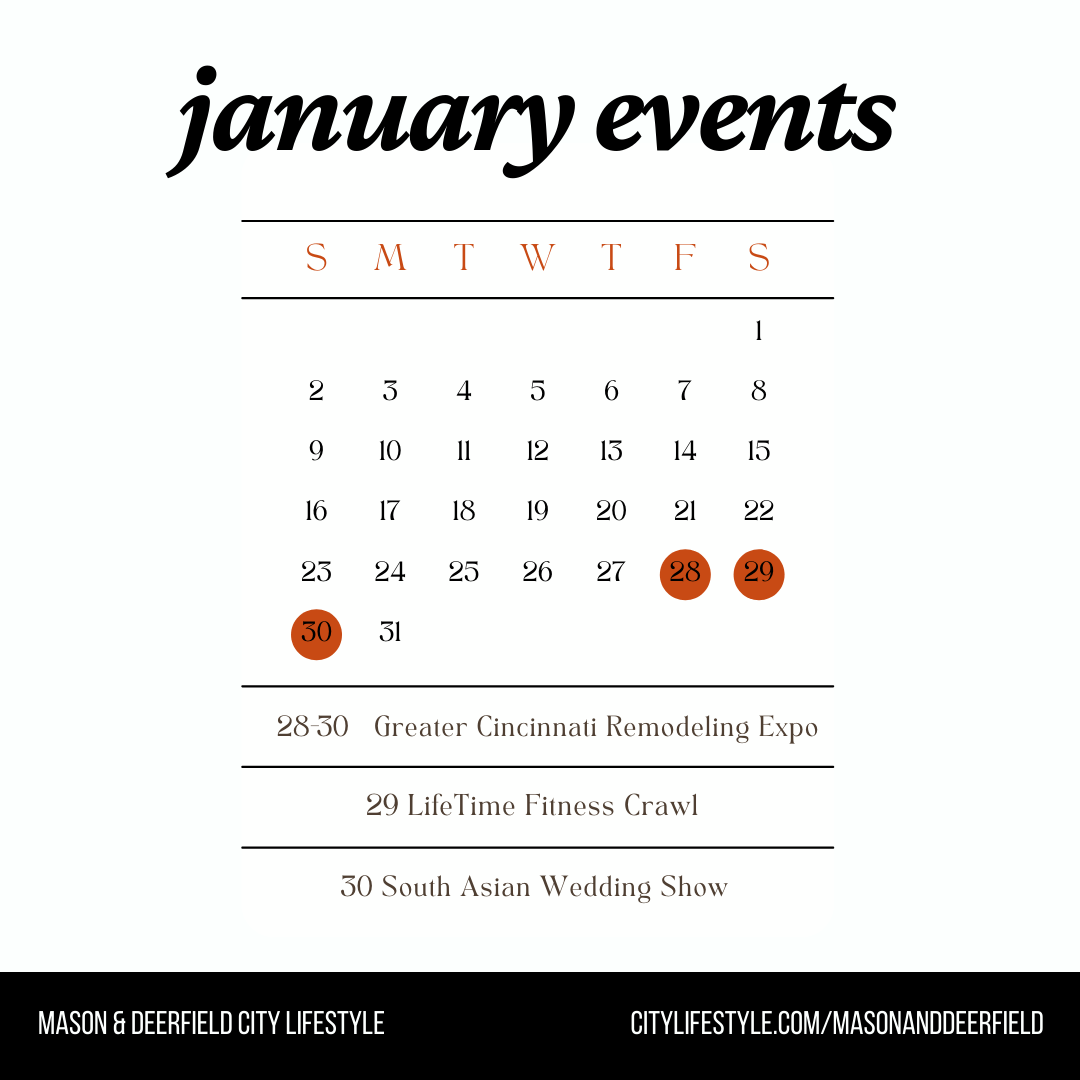 january events
S M T W T F S
1
2 3 4 5 6 7 8
9 10 11 12 13 14 15
16 17 18 19 20 21 22
23 24 25 26 27 28 29
30 31
28-30 Greater Cincinnati Remodeling Expo
29 LifeTime Fitness Crawl
30 South Asian Wedding Show
MASON & DEERFIELD CITY LIFESTYLE
CITYLIFESTYLE.COM/MASONANDDEERFIELD